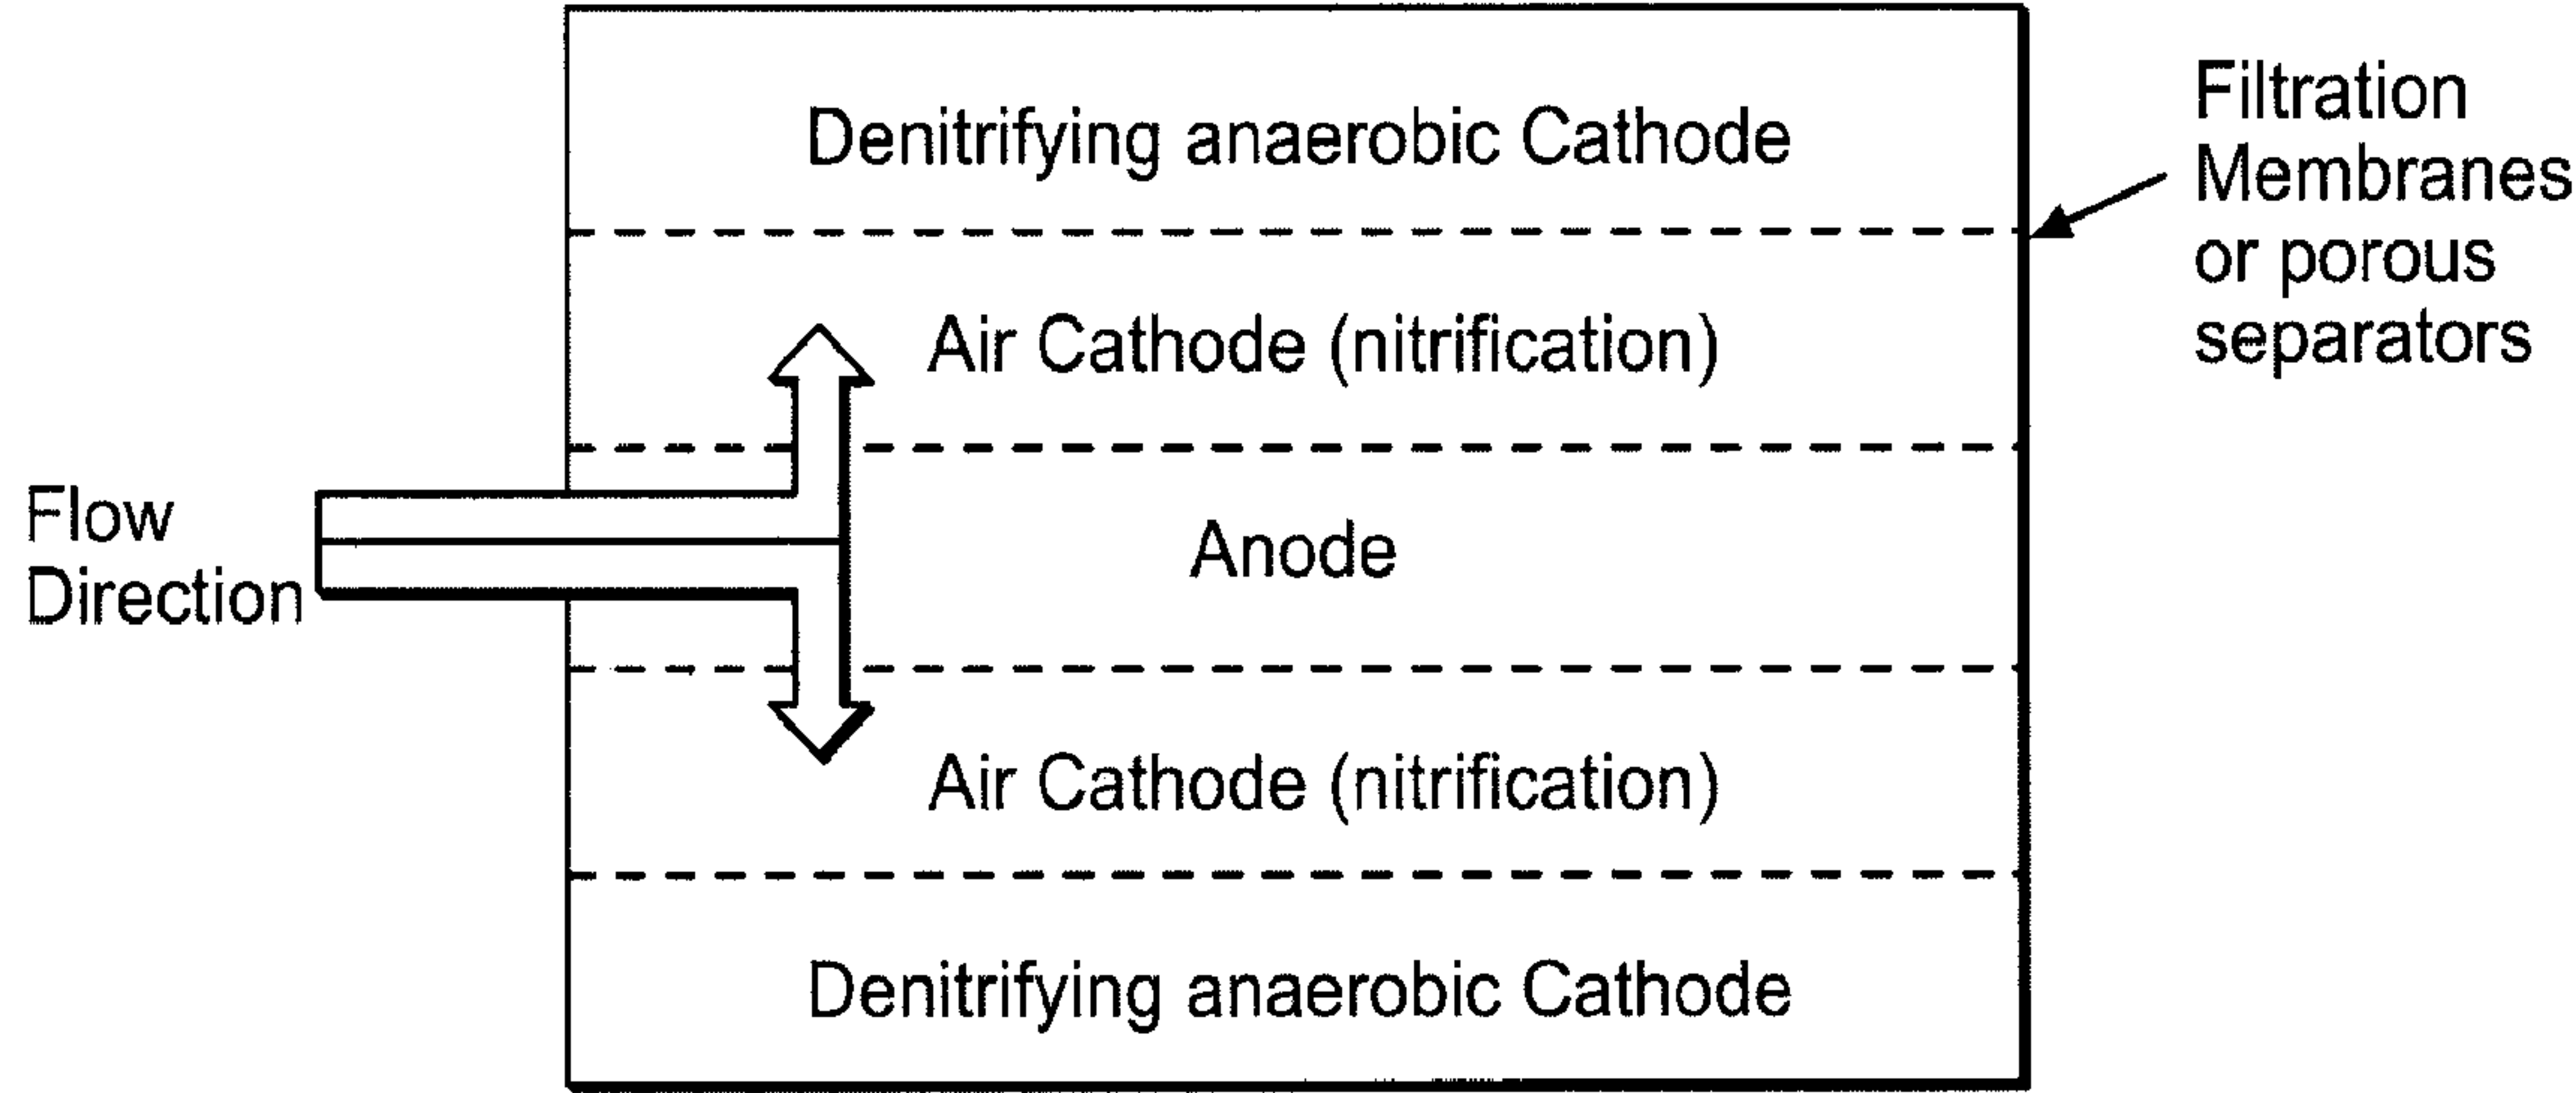 Denitrifying anaerobic Cathode
Filtration
Membranes
or porous
separators
Air Cathode (nitrification)
Flow
Direction
Anode
Air Cathode (nitrification)
Denitrifying anaerobic Cathode